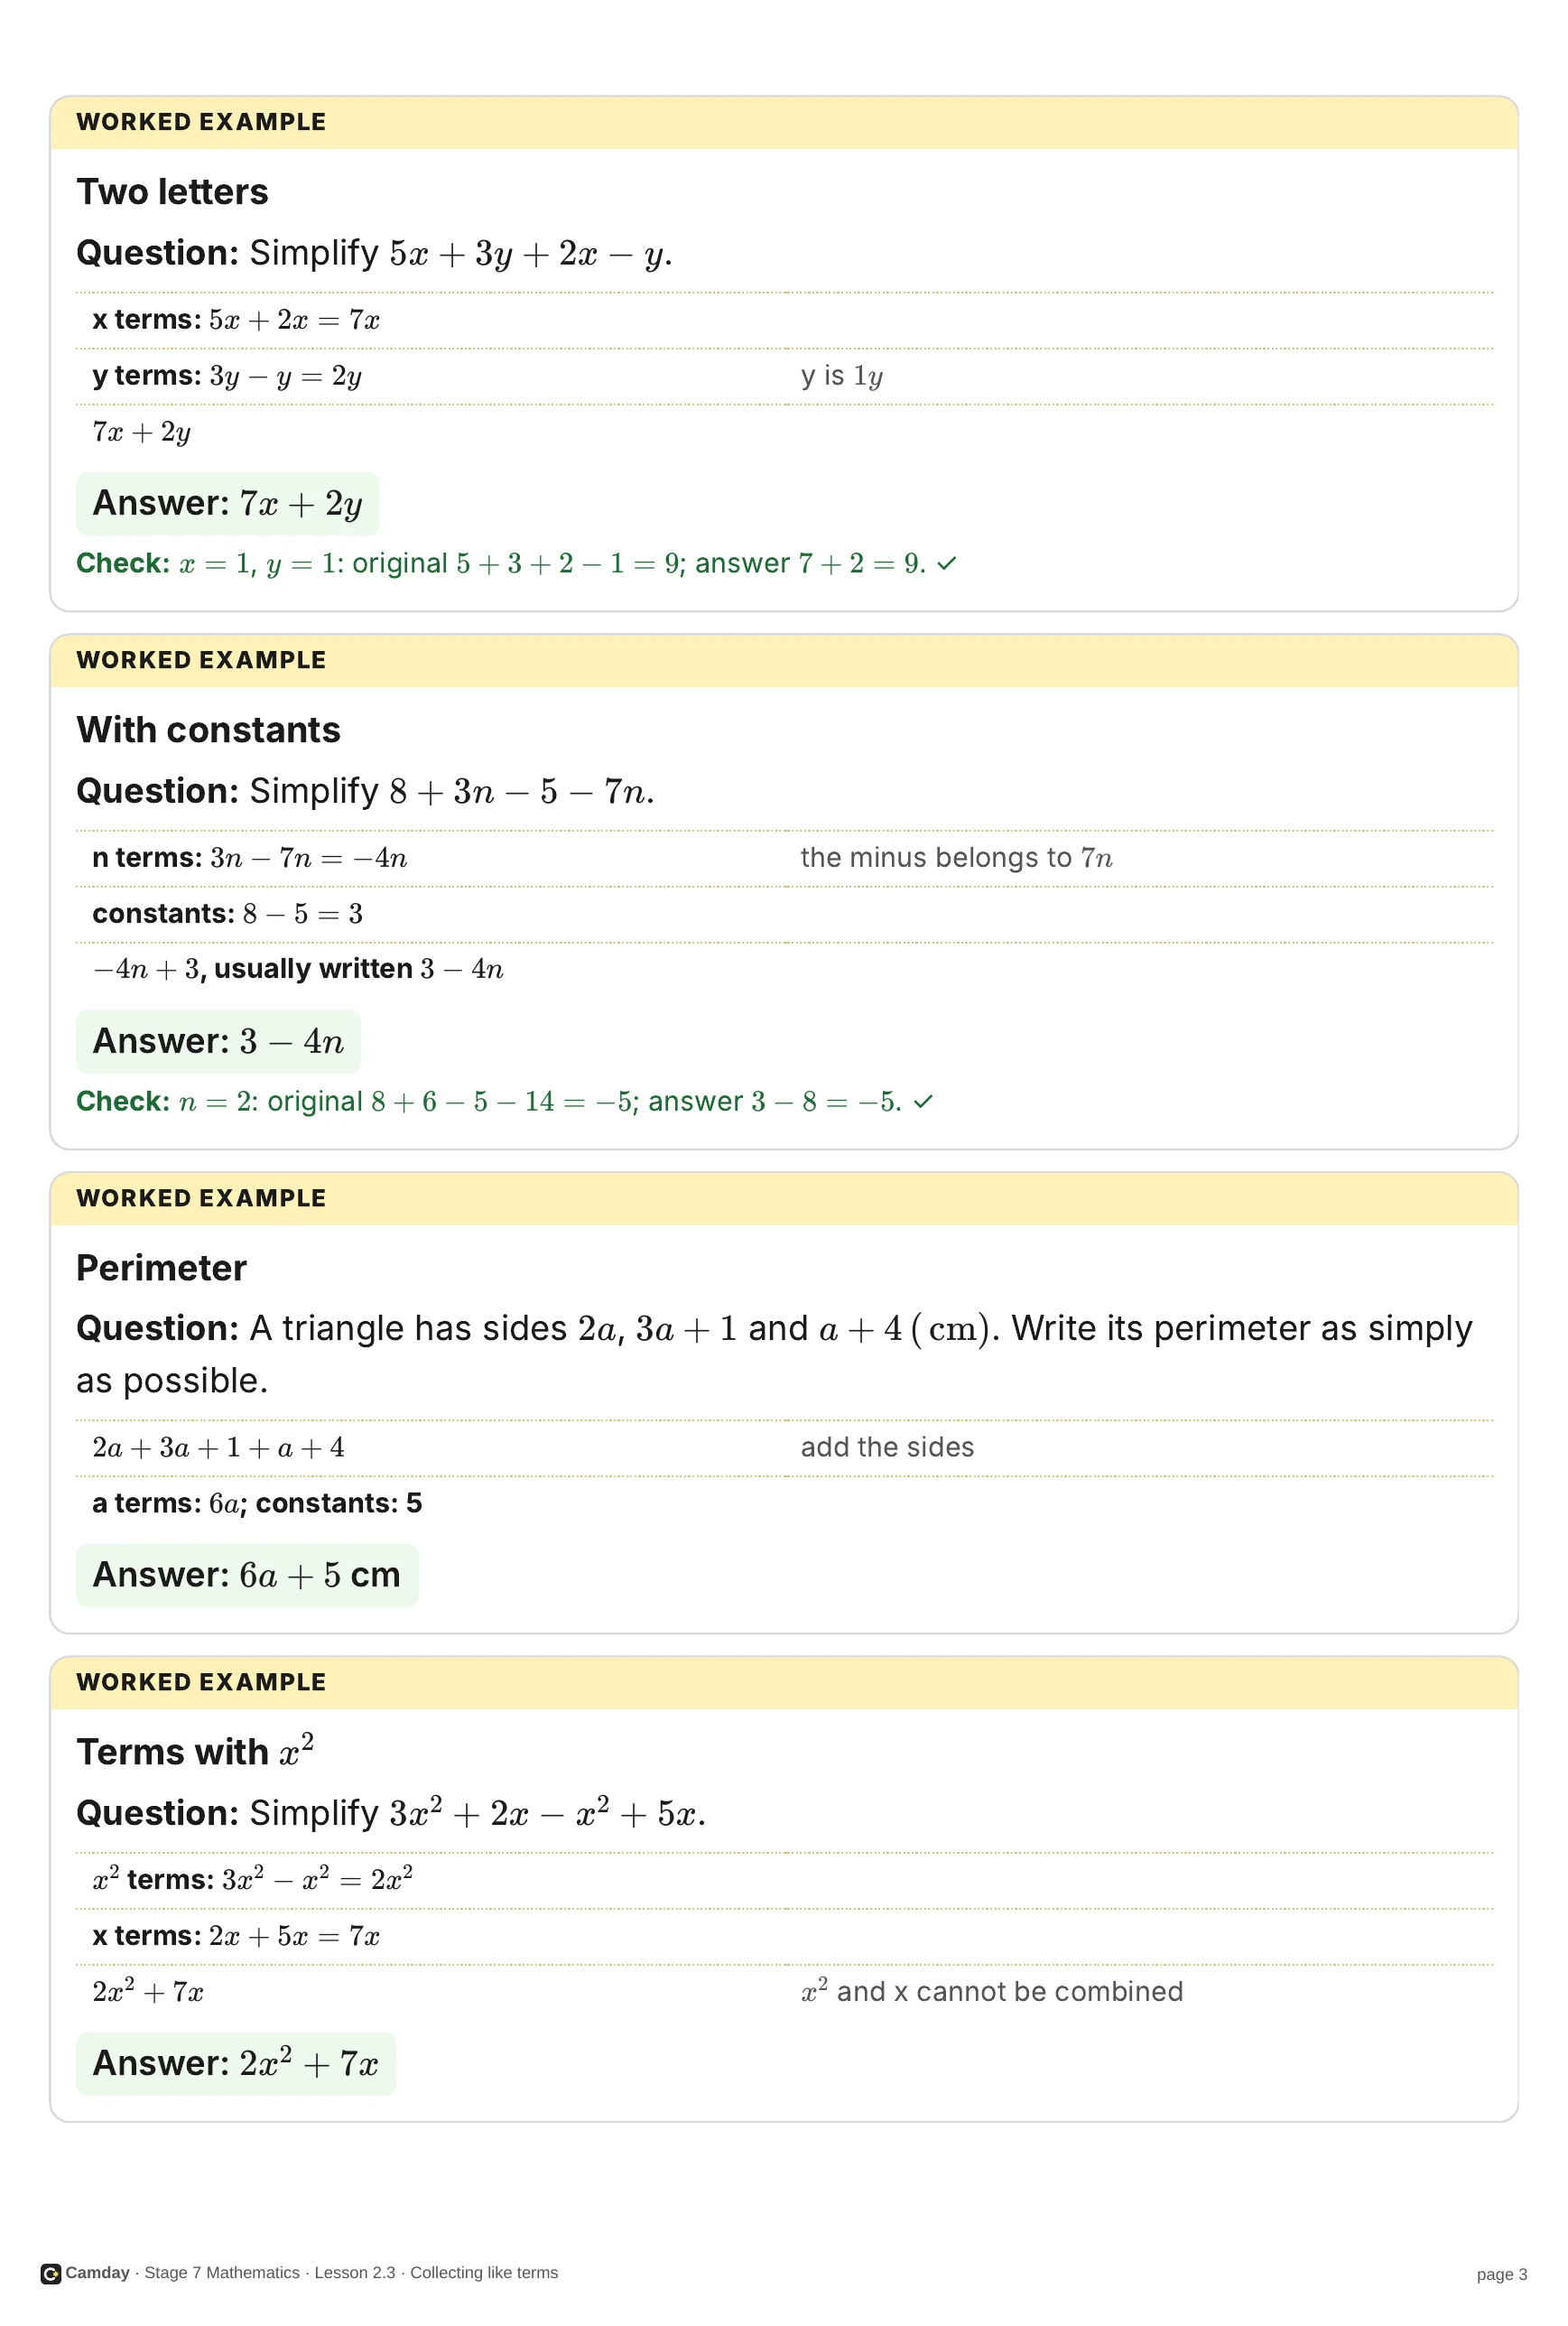 WORKED EXAMPLE
Two letters
Question: Simplify 5x + 3y + 2x − y.
x terms: 5x + 2x = 7x
y terms: 3y − y = 2y y is 1y
7x + 2y
Answer: 7x + 2y
Check: x = 1, y = 1: original 5 + 3 + 2 − 1 = 9; answer 7 + 2 = 9. ✓
WORKED EXAMPLE
With constants
Question: Simplify 8 + 3n − 5 − 7n.
n terms: 3n − 7n = −4n the minus belongs to 7n
constants: 8 − 5 = 3
−4n + 3, usually written 3 − 4n
Answer: 3 − 4n
Check: n = 2: original 8 + 6 − 5 − 14 = −5; answer 3 − 8 = −5. ✓
WORKED EXAMPLE
Perimeter
Question: A triangle has sides 2a, 3a + 1 and a + 4 (cm). Write its perimeter as simply
as possible.
2a + 3a + 1 + a + 4 add the sides
a terms: 6a; constants: 5
Answer: 6a + 5 cm
WORKED EXAMPLE
Terms with x²
Question: Simplify 3x² + 2x − x² + 5x.
x² terms: 3x² − x² = 2x²
x terms: 2x + 5x = 7x
2x² + 7x x² and x cannot be combined
Answer: 2x² + 7x
Camday · Stage 7 Mathematics · Lesson 2.3 · Collecting like terms page 3